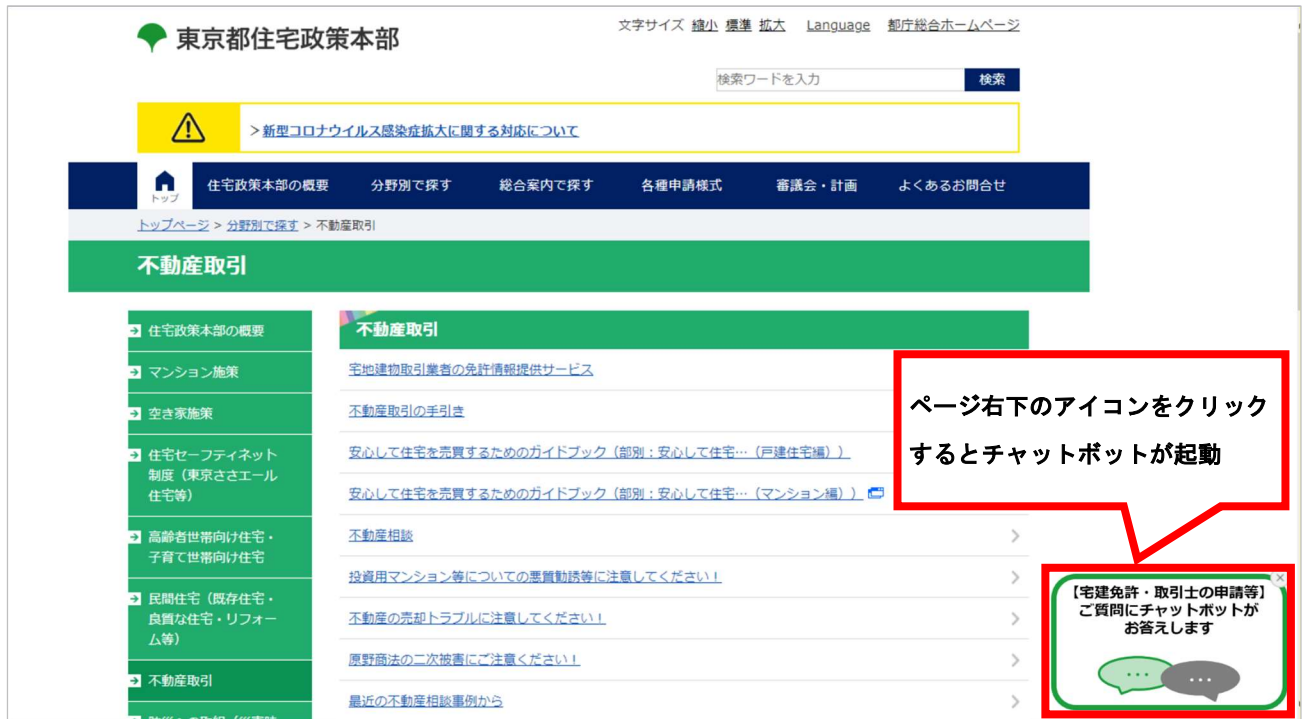 東京都住宅政策本部
文字サイズ 縮小 標準 拡大 Language 都庁総合ホームページ
検索ワードを入力 検索
>新型コロナウイルス感染症拡大に関する対応について
トップ 住宅政策本部の概要 分野別で探す 総合案内で探す 各種申請様式 審議会・計画 よくあるお問合せ
トップページ > 分野別で探す > 不動産取引
不動産取引
住宅政策本部の概要
マンション施策
空き家施策
住宅セーフティネット
制度（東京ささエール
住宅等）
高齢者世帯向け住宅・
子育て世帯向け住宅
民間住宅（既存住宅・
良質な住宅・リフォー
ム等）
不動産取引
不動産取引
宅地建物取引業者の免許情報提供サービス
不動産取引の手引き
安心して住宅を売買するためのガイドブック（部別：安心して住宅…（戸建住宅編））
安心して住宅を売買するためのガイドブック（部別：安心して住宅…（マンション編））
不動産相談
投資用マンション等についての悪質勧誘等に注意してください！
不動産の売却トラブルに注意してください！
原野商法の二次被害にご注意ください！
最近の不動産相談事例から
ページ右下のアイコンをクリック
するとチャットボットが起動
【宅建免許・取引士の申請等】
ご質問にチャットボットが
お答えします